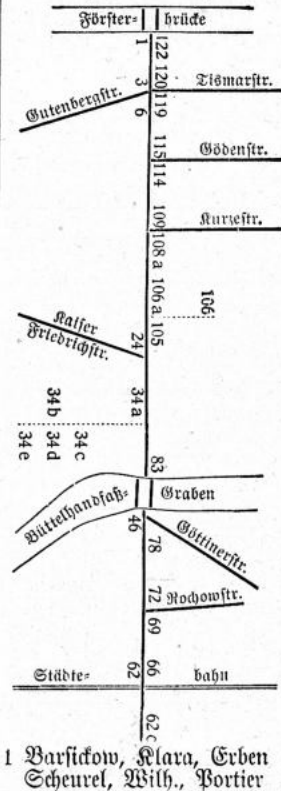 Förster- brücke
1 122
120 Tismarstr.
3 119
Gutenbergstr. 6
115 Gödenstr.
114
109 Kurzestr.
108 a
106 a 106
105
Kaiser
Friedrichstr. 24
34 a
34 b 34 c
34 d
34 e
83
Büttelhandfaß- Graben
46
78 Göttinerstr.
72 Rochowstr.
69
66
Städte- bahn
62
62 c
1 Barsickow, Klara, Erben
Scheurel, Wilh., Portier